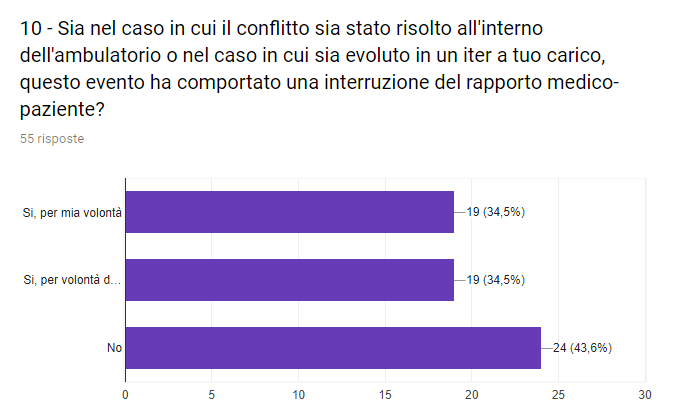 10 - Sia nel caso in cui il conflitto sia stato risolto all'interno
dell'ambulatorio o nel caso in cui sia evoluto in un iter a tuo carico,
questo evento ha comportato una interruzione del rapporto medico-
paziente?
55 risposte
Si, per mia volontà
19 (34,5%)
Si, per volontà d...
19 (34,5%)
No
24 (43,6%)
0 5 10 15 20 25 30